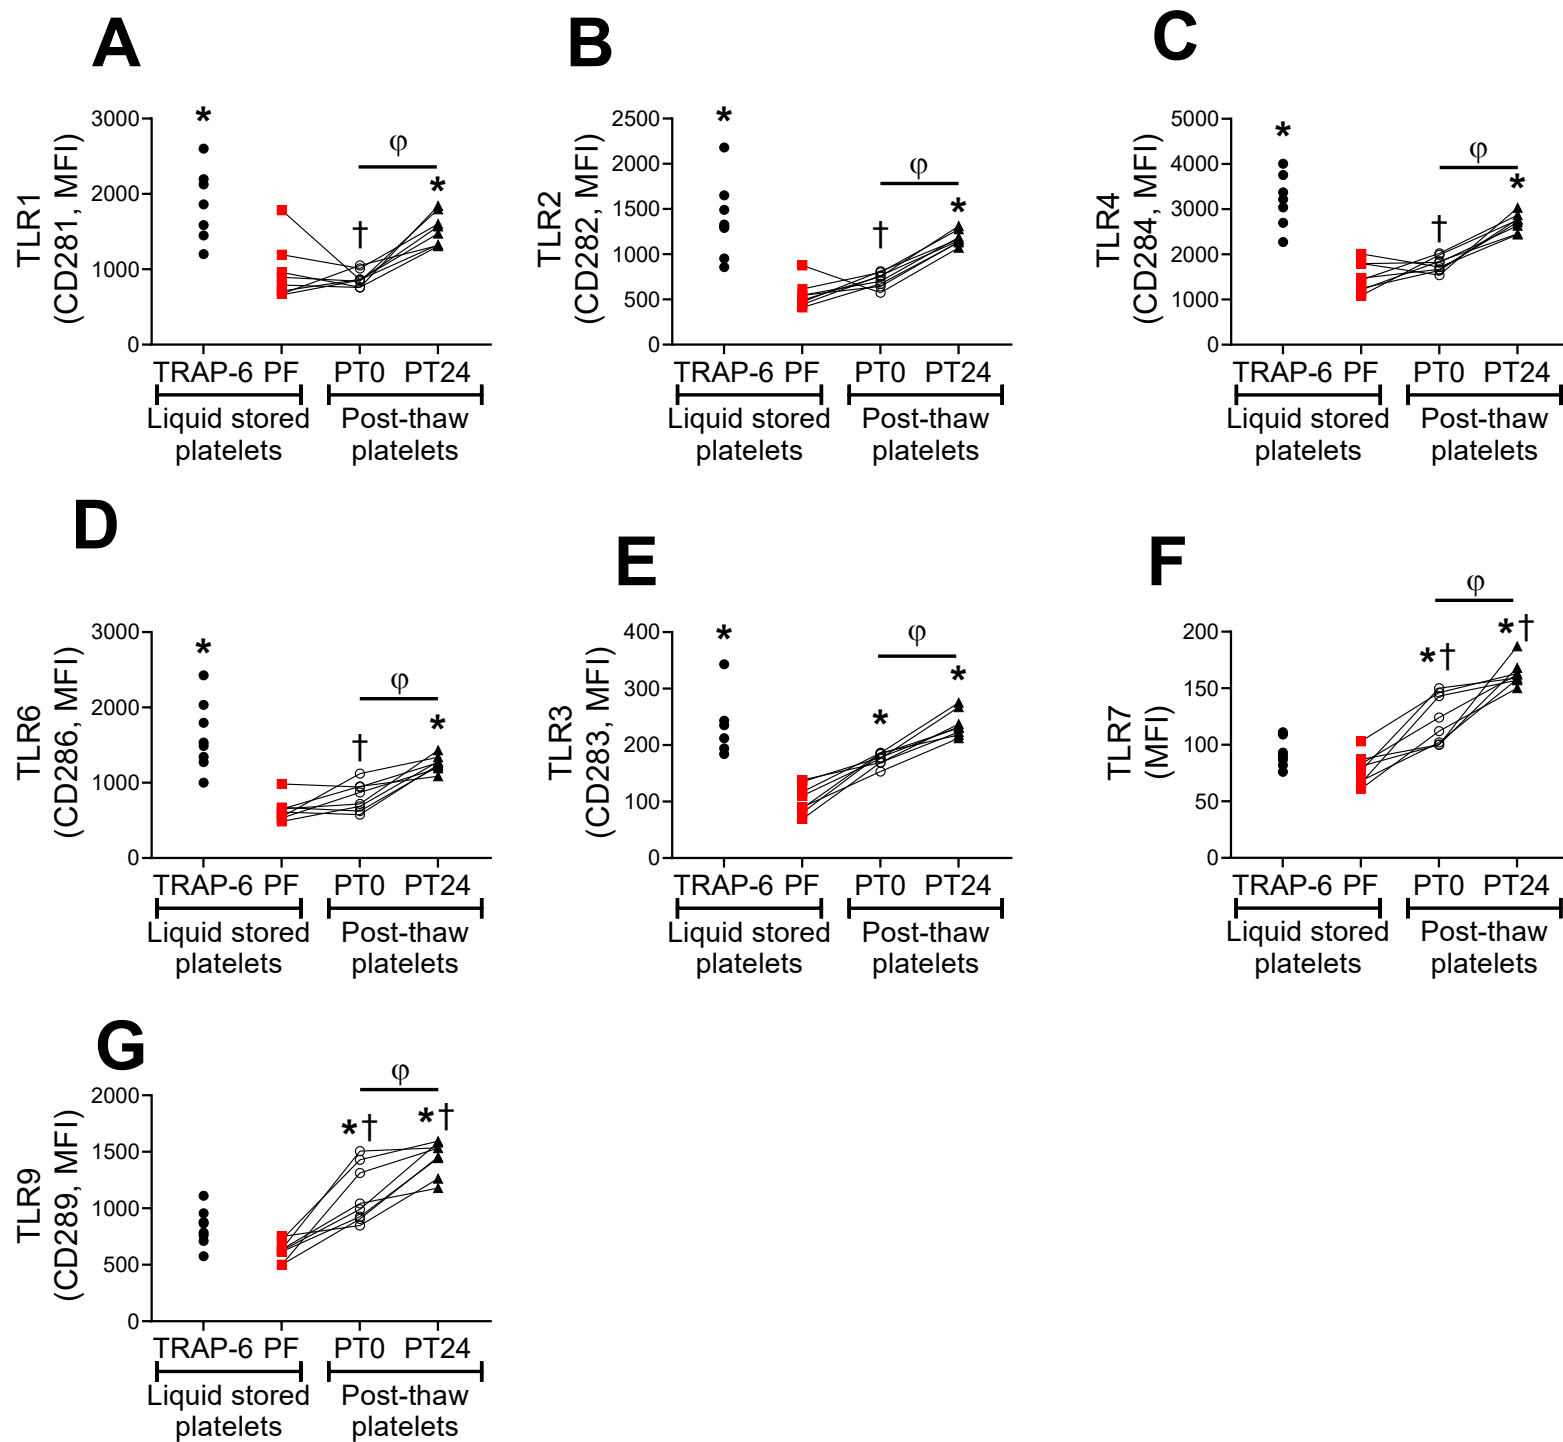 A
TLR1
(CD281, MFI)
3000
2000
1000
0
*
†
φ
*
TRAP-6 PF PT0 PT24
Liquid stored platelets
Post-thaw platelets
B
TLR2
(CD282, MFI)
2500
2000
1500
1000
500
0
*
†
φ
*
TRAP-6 PF PT0 PT24
Liquid stored platelets
Post-thaw platelets
C
TLR4
(CD284, MFI)
5000
4000
3000
2000
1000
0
*
†
φ
*
TRAP-6 PF PT0 PT24
Liquid stored platelets
Post-thaw platelets
D
TLR6
(CD286, MFI)
3000
2000
1000
0
*
†
φ
*
TRAP-6 PF PT0 PT24
Liquid stored platelets
Post-thaw platelets
E
TLR3
(CD283, MFI)
400
300
200
100
0
*
*
φ
*
TRAP-6 PF PT0 PT24
Liquid stored platelets
Post-thaw platelets
F
TLR7
(MFI)
200
150
100
50
0
*†
φ
*†
TRAP-6 PF PT0 PT24
Liquid stored platelets
Post-thaw platelets
G
TLR9
(CD289, MFI)
2000
1500
1000
500
0
*†
φ
*†
TRAP-6 PF PT0 PT24
Liquid stored platelets
Post-thaw platelets